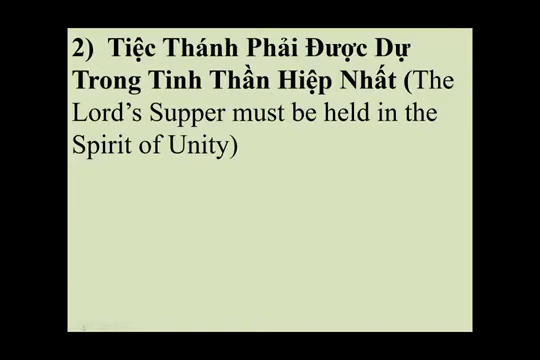 2) Tiệc Thánh Phải Được Dự
Trong Tinh Thần Hiệp Nhất (The
Lord’s Supper must be held in the
Spirit of Unity)